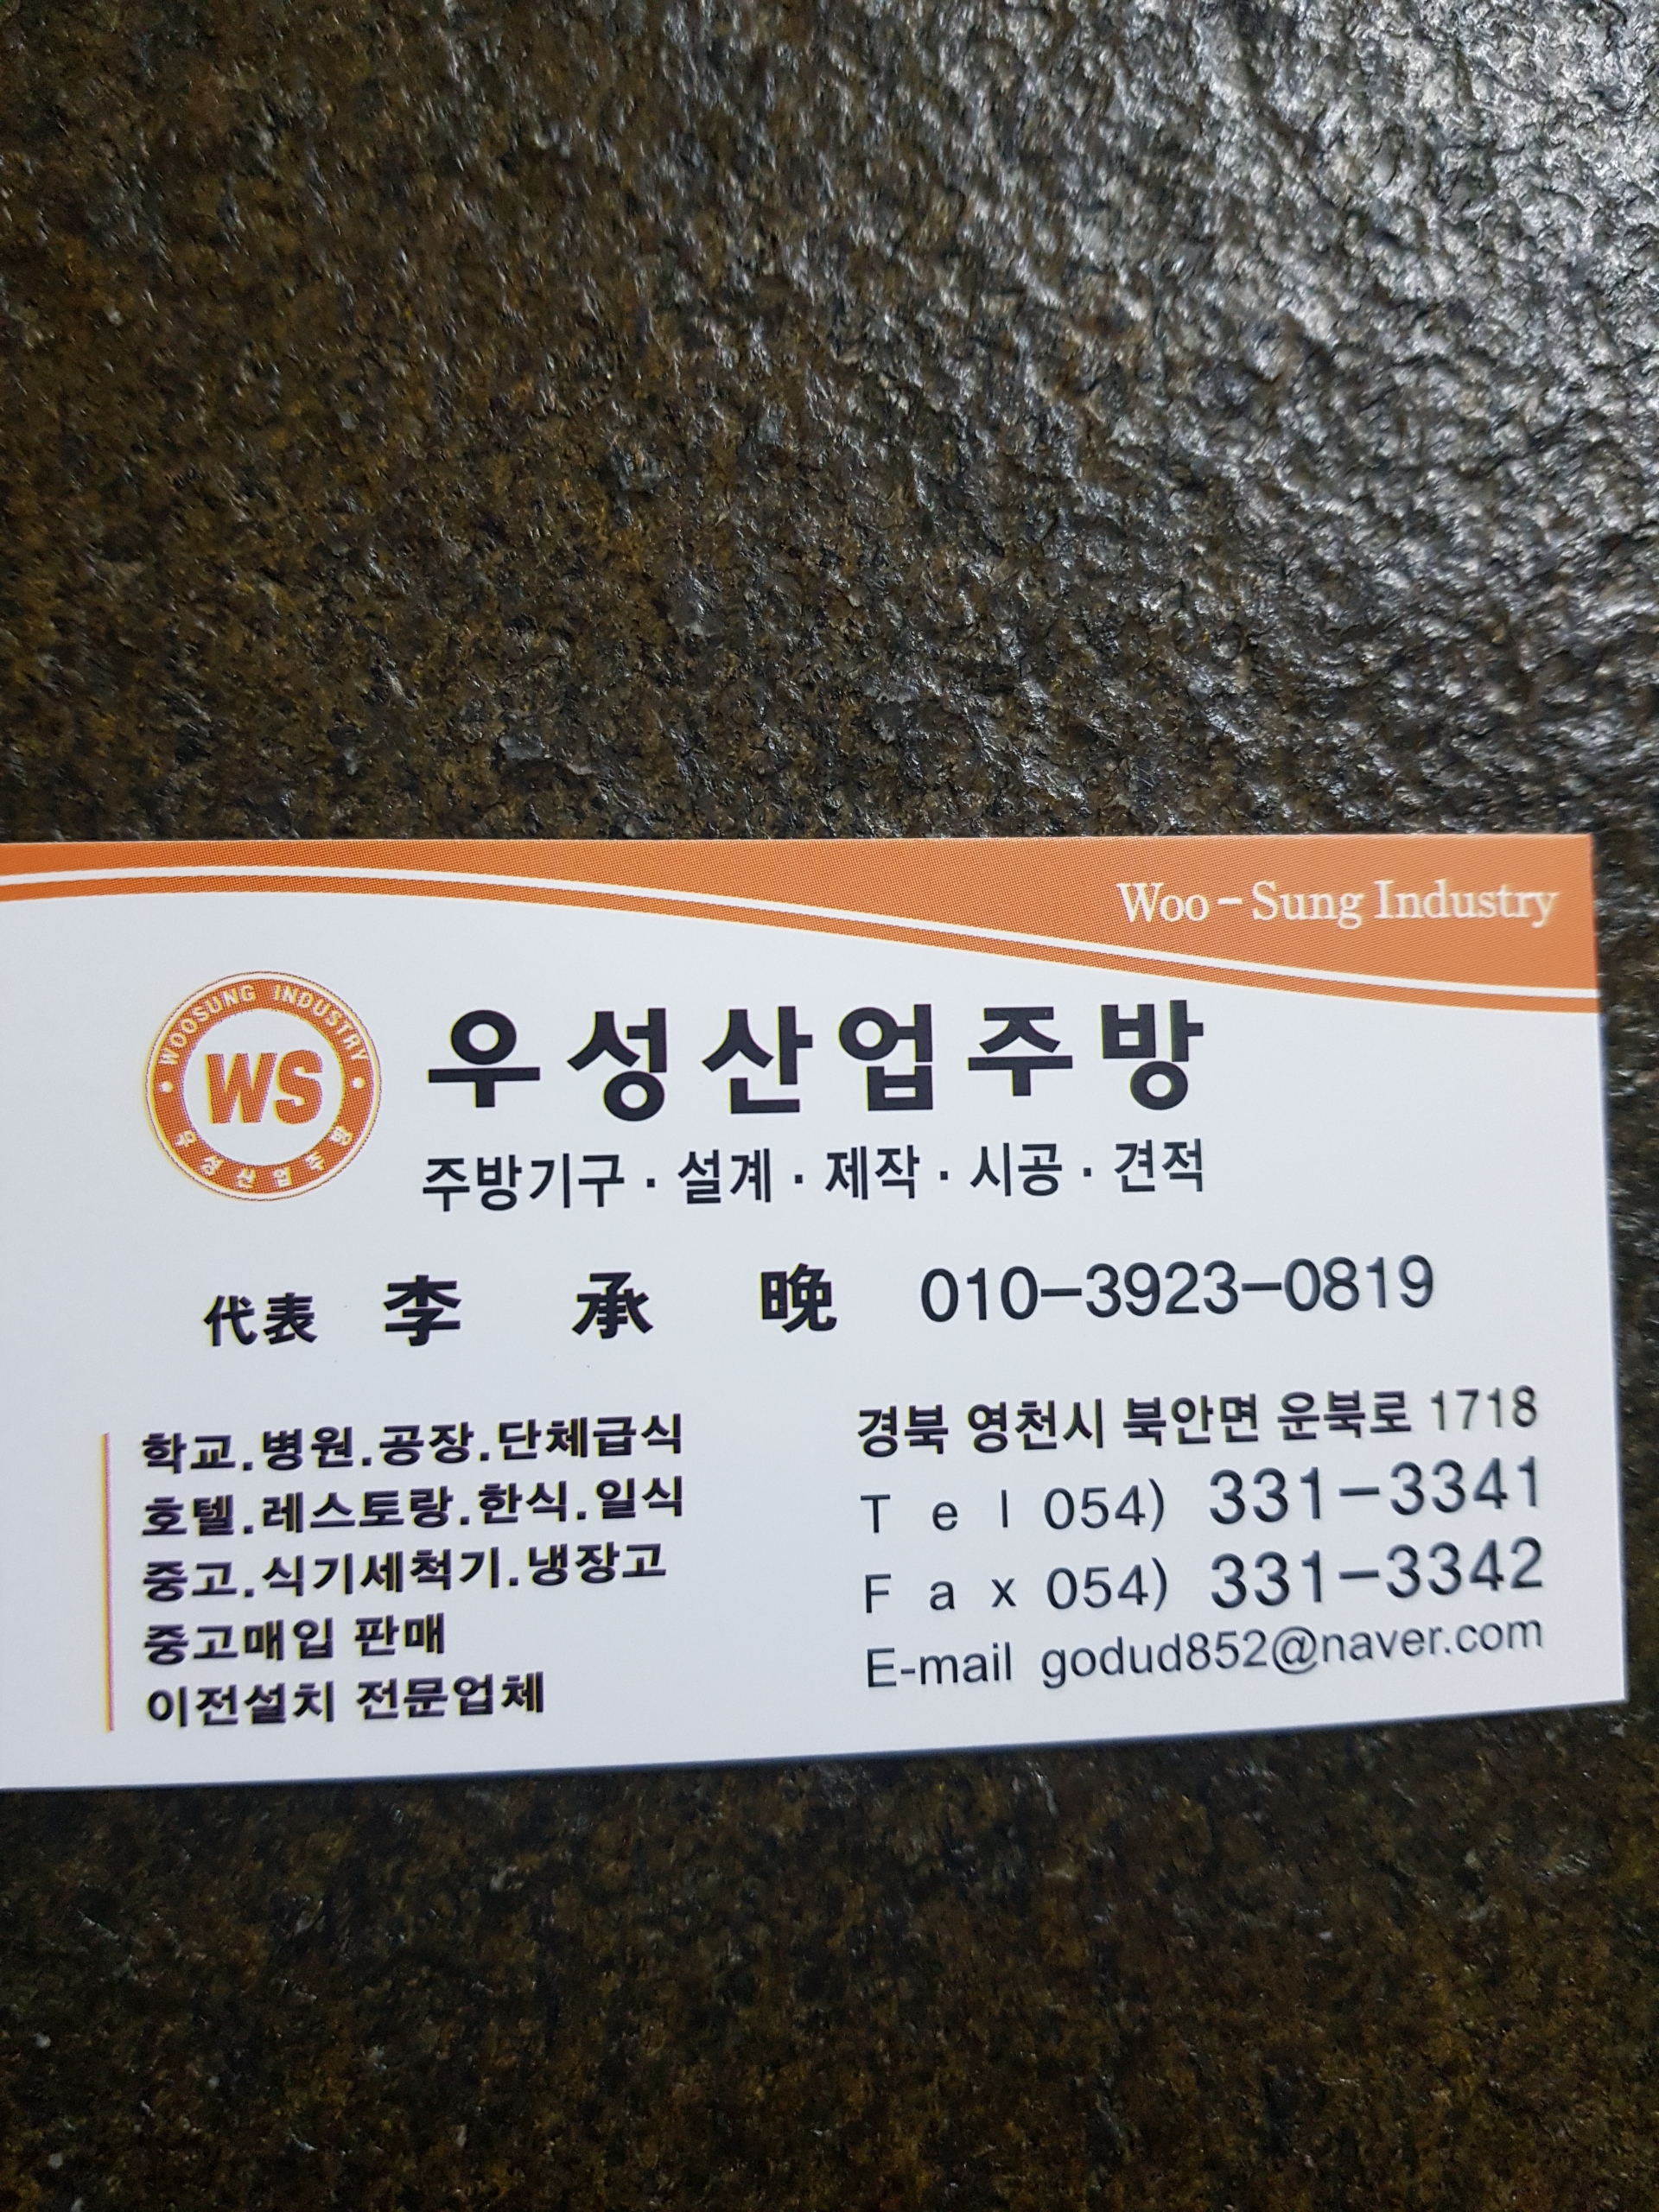 Woo-Sung Industry
WOOSUNG INDUSTRY
WS
우성산업주방
우성산업주방
주방기구 · 설계 · 제작 · 시공 · 견적
代表 李 承 晩 010-3923-0819
학교.병원.공장.단체급식
호텔.레스토랑.한식.일식
중고.식기세척기.냉장고
중고매입 판매
이전설치 전문업체
경북 영천시 북안면 운북로 1718
Tel 054) 331-3341
Fax 054) 331-3342
E-mail godud852@naver.com